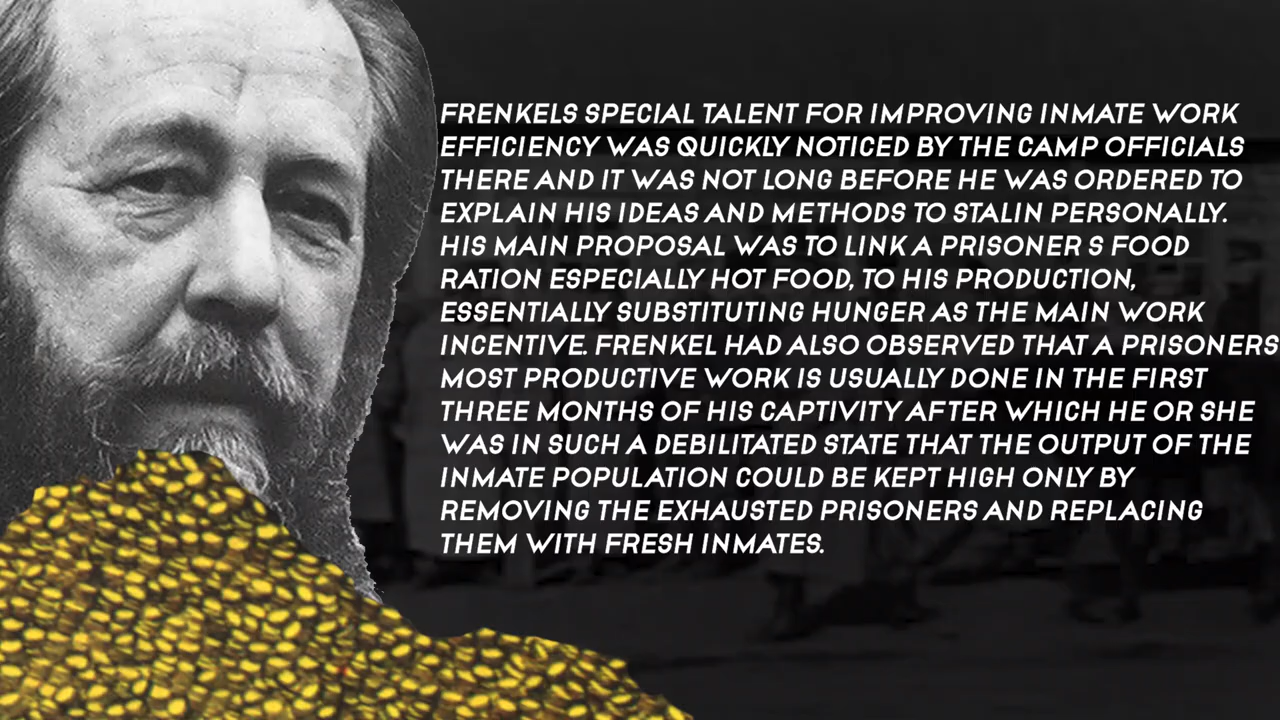 FRENKELS SPECIAL TALENT FOR IMPROVING INMATE WORK
EFFICIENCY WAS QUICKLY NOTICED BY THE CAMP OFFICIALS
THERE AND IT WAS NOT LONG BEFORE HE WAS ORDERED TO
EXPLAIN HIS IDEAS AND METHODS TO STALIN PERSONALLY.
HIS MAIN PROPOSAL WAS TO LINK A PRISONER S FOOD
RATION ESPECIALLY HOT FOOD, TO HIS PRODUCTION,
ESSENTIALLY SUBSTITUTING HUNGER AS THE MAIN WORK
INCENTIVE. FRENKEL HAD ALSO OBSERVED THAT A PRISONERS
MOST PRODUCTIVE WORK IS USUALLY DONE IN THE FIRST
THREE MONTHS OF HIS CAPTIVITY AFTER WHICH HE OR SHE
WAS IN SUCH A DEBILITATED STATE THAT THE OUTPUT OF THE
INMATE POPULATION COULD BE KEPT HIGH ONLY BY
REMOVING THE EXHAUSTED PRISONERS AND REPLACING
THEM WITH FRESH INMATES.